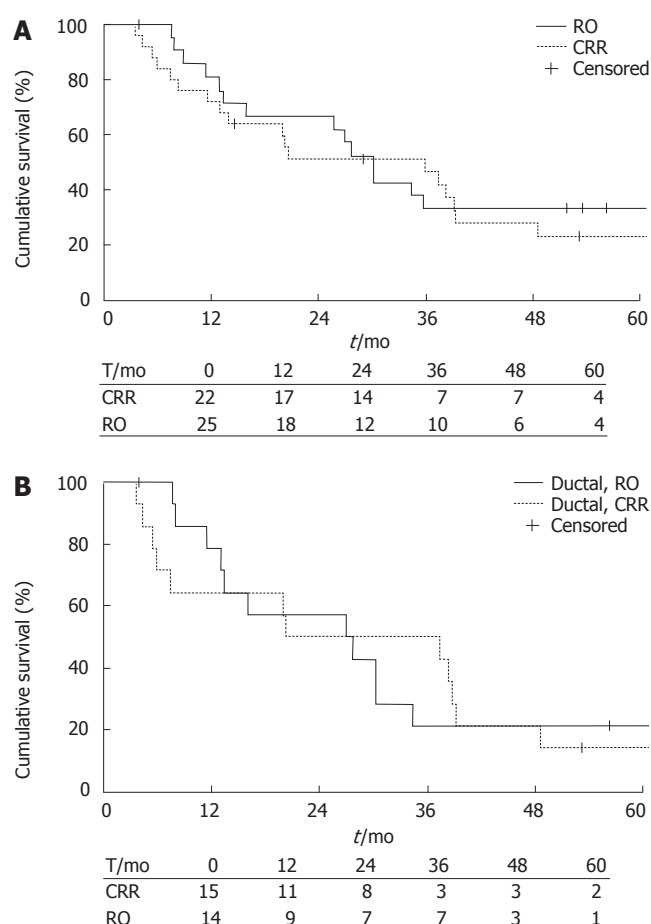 A
RO
CRR
Censored
Cumulative survival (%)
100
80
60
40
20
0
0 12 24 36 48 60
t/mo
T/mo 0 12 24 36 48 60
CRR 22 17 14 7 7 4
RO 25 18 12 10 6 4
B
Ductal, RO
Ductal, CRR
Censored
Cumulative survival (%)
100
80
60
40
20
0
0 12 24 36 48 60
t/mo
T/mo 0 12 24 36 48 60
CRR 15 11 8 3 3 2
RO 14 9 7 7 3 1